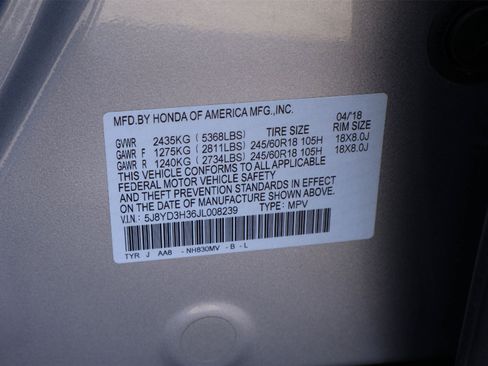 MFD.BY HONDA OF AMERICA MFG.,INC. 04/18
GVWR 2435KG (5368LBS) TIRE SIZE RIM SIZE
GAWR F 1275KG (2811LBS) 245/60R18 105H 18X8.0J
GAWR R 1240KG (2734LBS) 245/60R18 105H 18X8.0J
THIS VEHICLE CONFORMS TO ALL APPLICABLE
FEDERAL MOTOR VEHICLE SAFETY
AND THEFT PREVENTION STANDARDS IN EFFECT
ON THE DATE OF MANUFACTURE SHOWN ABOVE.
V.I.N.: 5J8YD3H36JL008239 TYPE: MPV
TYR J AA8 - NH830MV - B - L